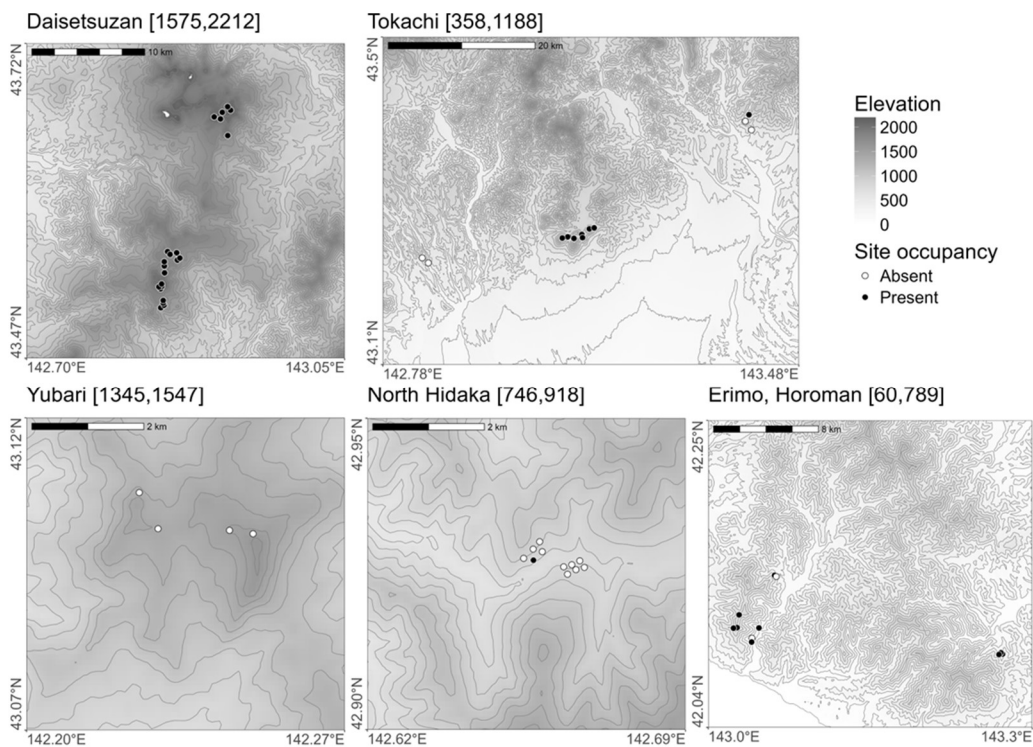 Daisetsuzan [1575,2212]
10 km
43.72°N
43.47°N
142.70°E
143.05°E
Tokachi [358,1188]
20 km
43.5°N
43.1°N
142.78°E
143.48°E
Elevation
2000
1500
1000
500
0
Site occupancy
Absent
Present
Yubari [1345,1547]
2 km
43.12°N
43.07°N
142.20°E
142.27°E
North Hidaka [746,918]
2 km
42.95°N
42.90°N
142.62°E
142.69°E
Erimo, Horoman [60,789]
8 km
42.25°N
42.04°N
143.0°E
143.3°E